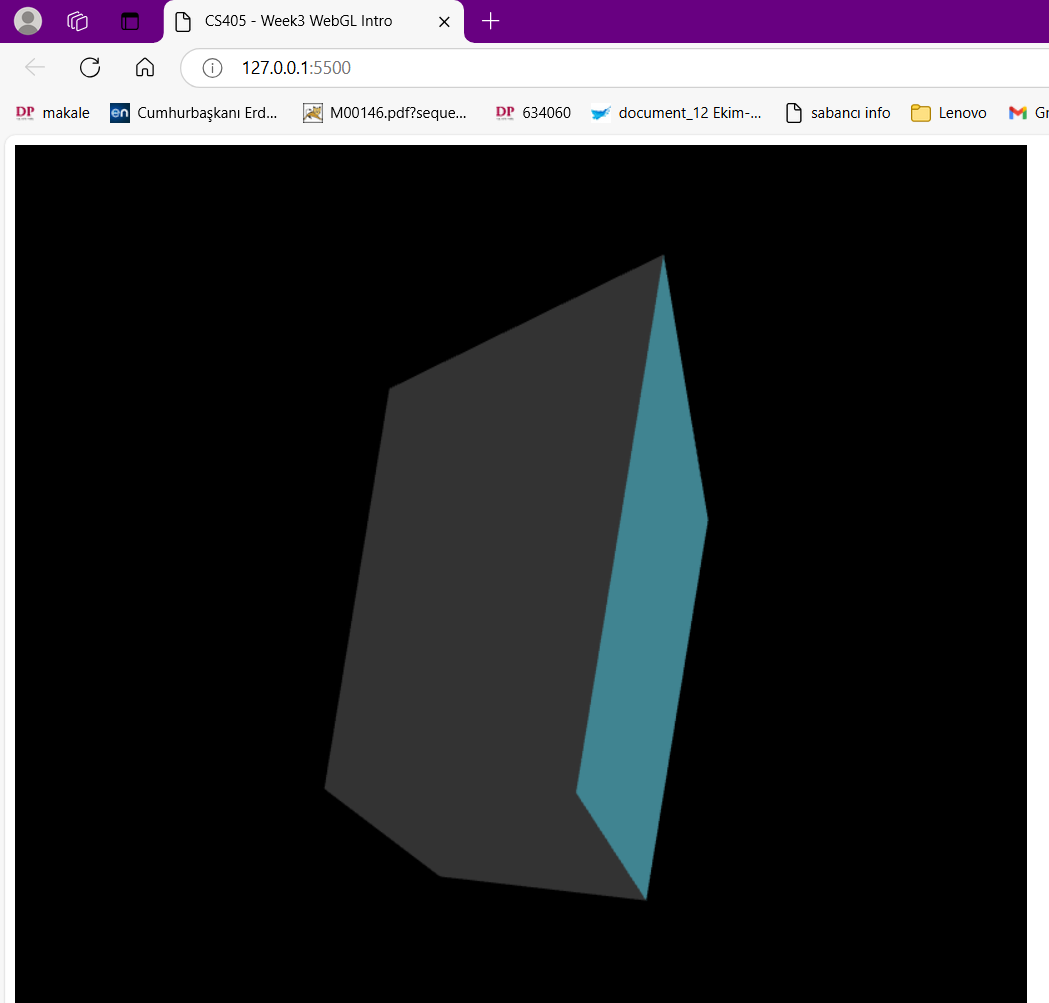 CS405 - Week3 WebGL Intro
127.0.0.1:5500
DP makale en Cumhurbaşkanı Erd... M00146.pdf?seque... DP 634060 document_12 Ekim-... sabancı info Lenovo Gr